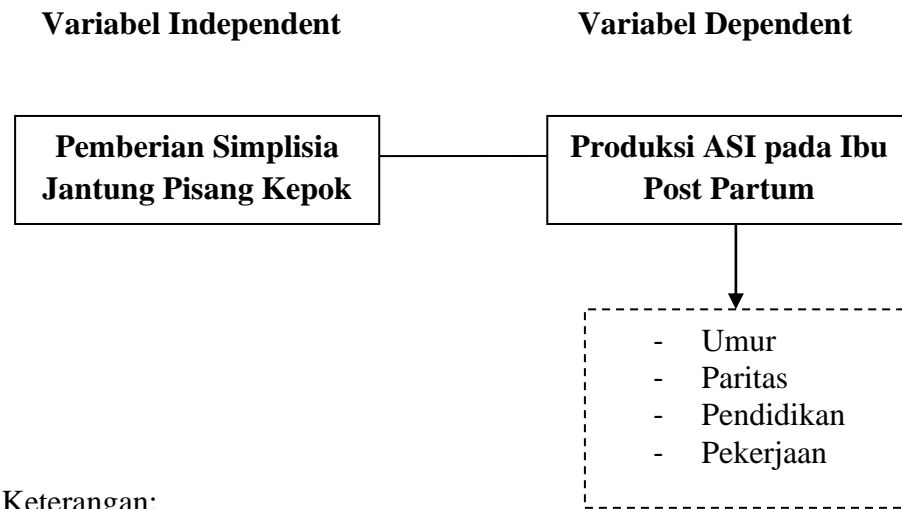 Variabel Independent
Variabel Dependent
Pemberian Simplisia
Jantung Pisang Kepok
Produksi ASI pada Ibu
Post Partum
- Umur
- Paritas
- Pendidikan
- Pekerjaan
Keterangan: